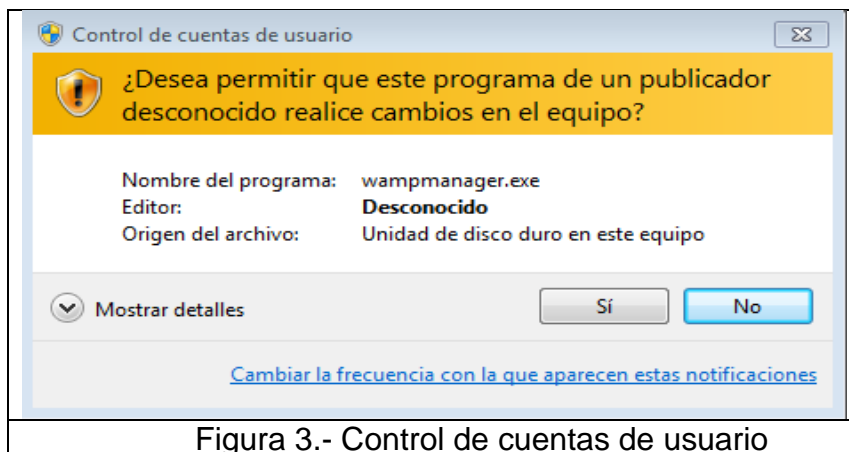 Control de cuentas de usuario
¿Desea permitir que este programa de un publicador
desconocido realice cambios en el equipo?
Nombre del programa: wampmanager.exe
Editor: Desconocido
Origen del archivo: Unidad de disco duro en este equipo
Mostrar detalles Sí No
Cambiar la frecuencia con la que aparecen estas notificaciones
Figura 3.- Control de cuentas de usuario